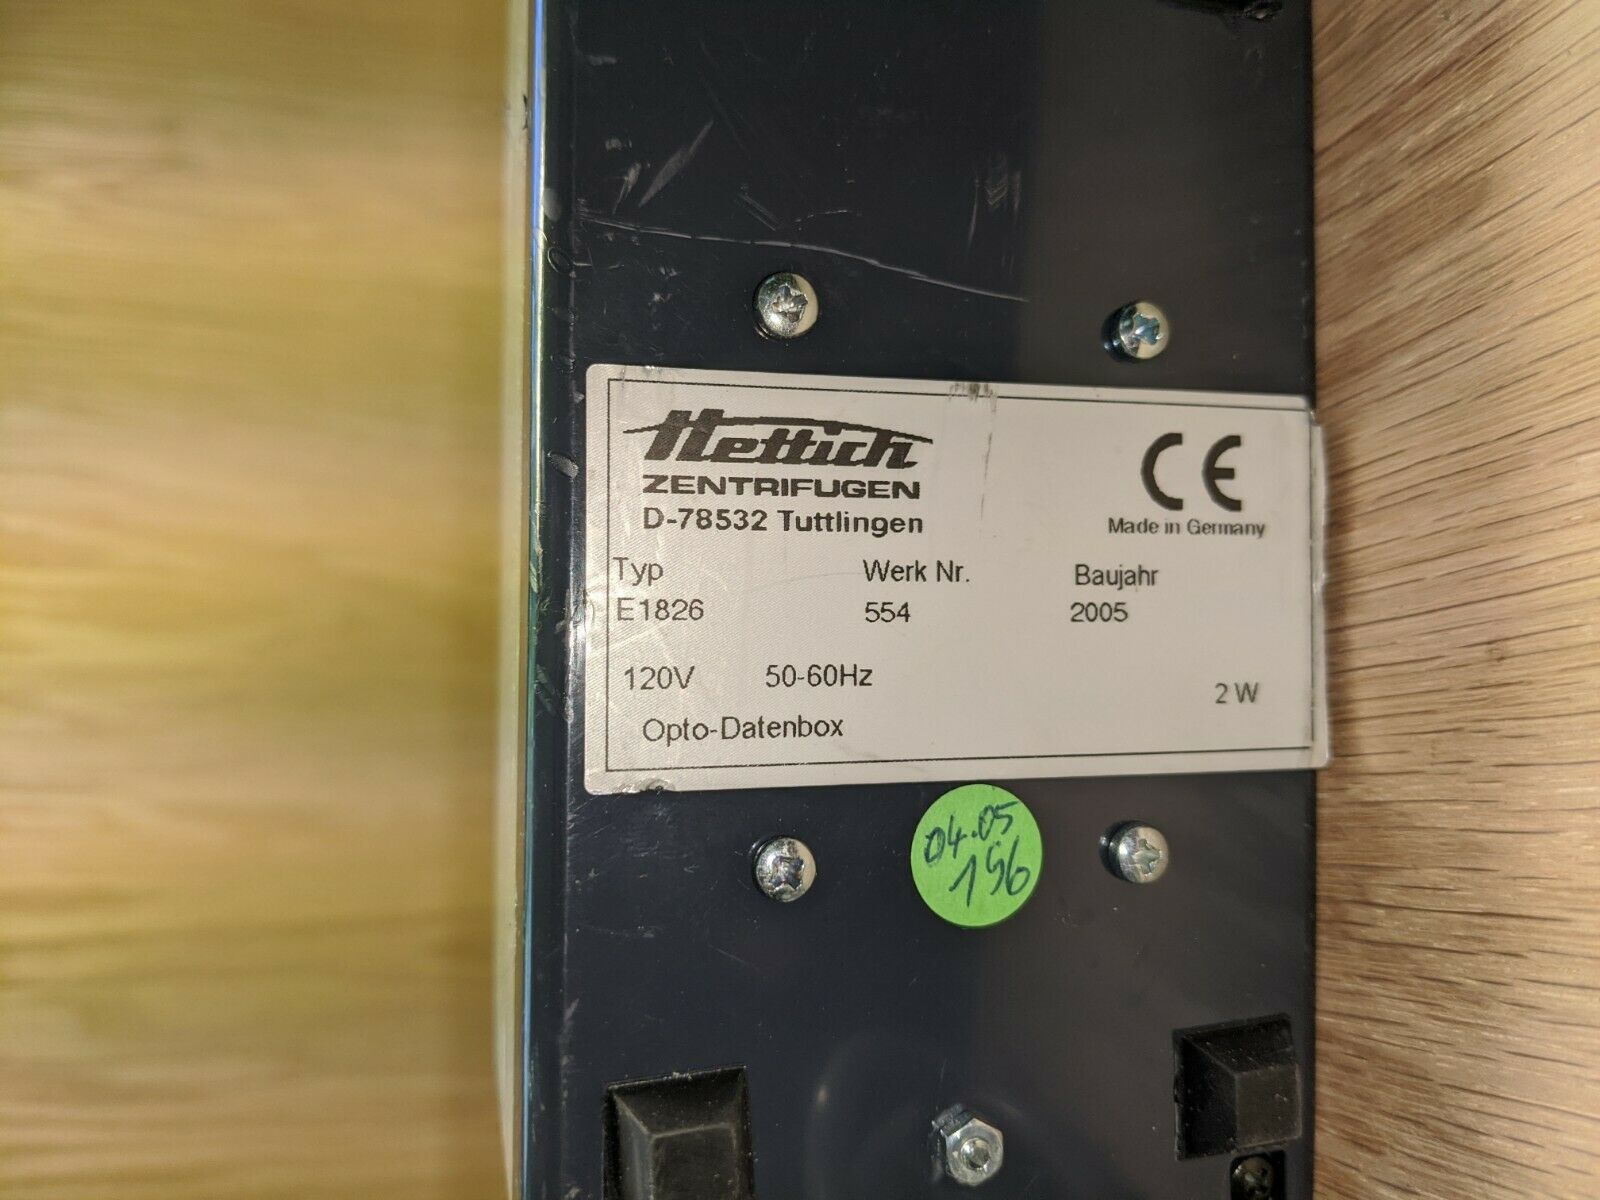 Hettich
ZENTRIFUGEN
D-78532 Tuttlingen
CE
Made in Germany
Typ Werk Nr. Baujahr
E1826 554 2005
120V 50-60Hz 2 W
Opto-Datenbox
04.05
156